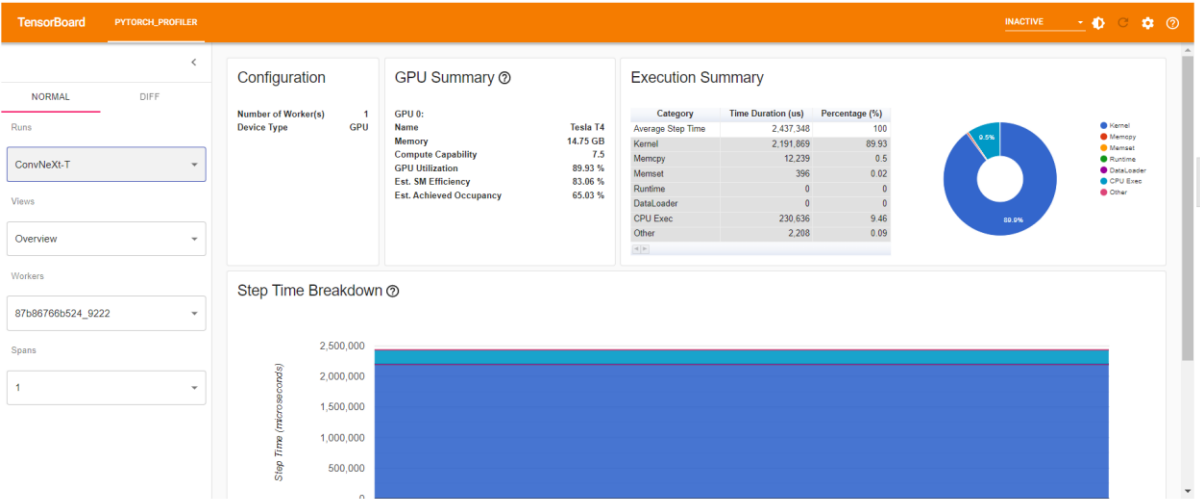 TensorBoard PYTORCH_PROFILER INACTIVE
NORMAL DIFF
Runs
ConvNeXt-T
Views
Overview
Workers
87b86766b524_9222
Spans
1
Configuration
Number of Worker(s) 1
Device Type GPU
GPU Summary
GPU 0:
Name Tesla T4
Memory 14.75 GB
Compute Capability 7.5
GPU Utilization 89.93 %
Est. SM Efficiency 83.06 %
Est. Achieved Occupancy 65.03 %
Execution Summary
Category Time Duration (us) Percentage (%)
Average Step Time 2,437,348 100
Kernel 2,191,869 89.93
Memcpy 12,239 0.5
Memset 396 0.02
Runtime 0 0
DataLoader 0 0
CPU Exec 230,636 9.46
Other 2,208 0.09
9.5%
89.9%
Kernel
Memcpy
Memset
Runtime
DataLoader
CPU Exec
Other
Step Time Breakdown
Step Time (microseconds)
2,500,000
2,000,000
1,500,000
1,000,000
500,000
0